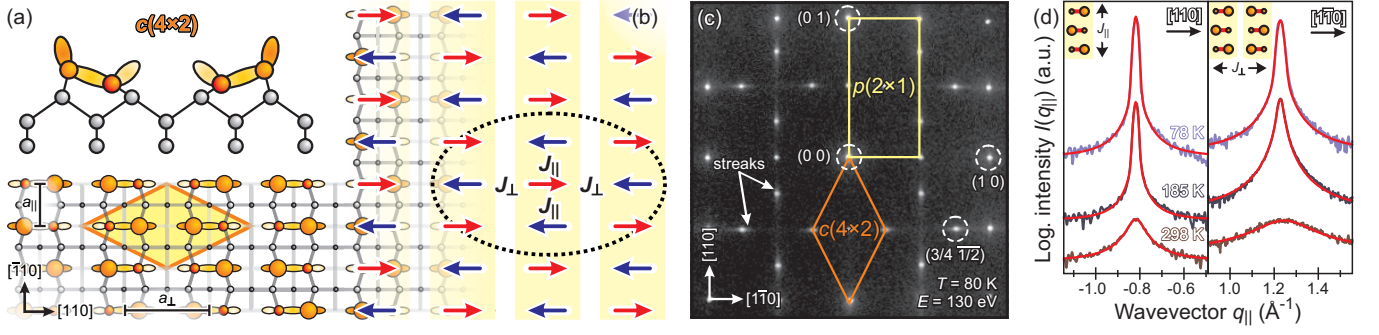 (a)
c(4×2)
a∥
[1̄10]
[110]
a⊥
(b)
J∥
J⊥ J⊥
J∥
(c)
(0 1)
p(2×1)
(0 0)
streaks
(1 0)
c(4×2)
(3/4 1̄/2̄)
[110]
[11̄0]
T = 80 K
E = 130 eV
(d)
Log. intensity I(q∥) (a.u.)
J∥
[110]
J⊥
[11̄0]
78 K
185 K
298 K
-1.0 -0.8 -0.6 1.0 1.2 1.4
Wavevector q∥ (Å⁻¹)